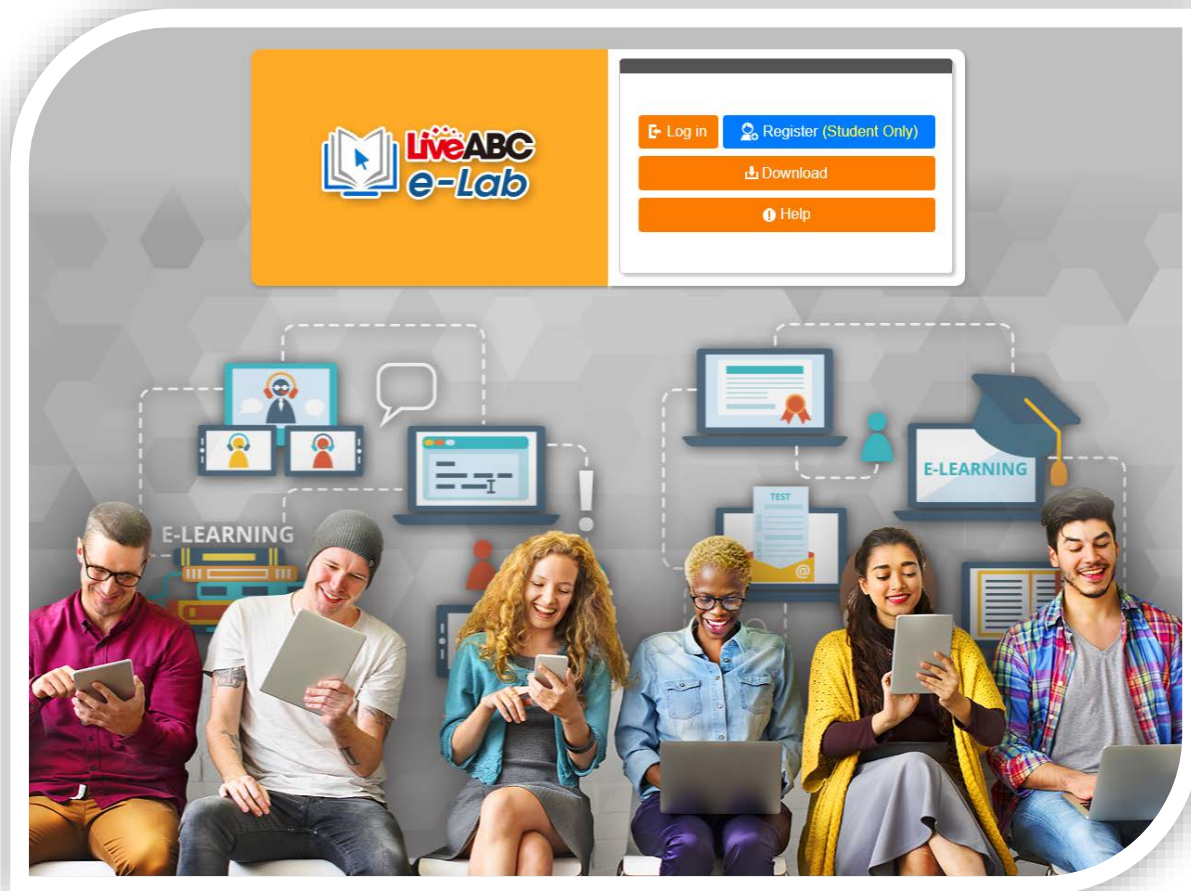 LiveABC
e-Lab
Log in
Register (Student Only)
Download
Help
E-LEARNING
TEST
@
E-LEARNING